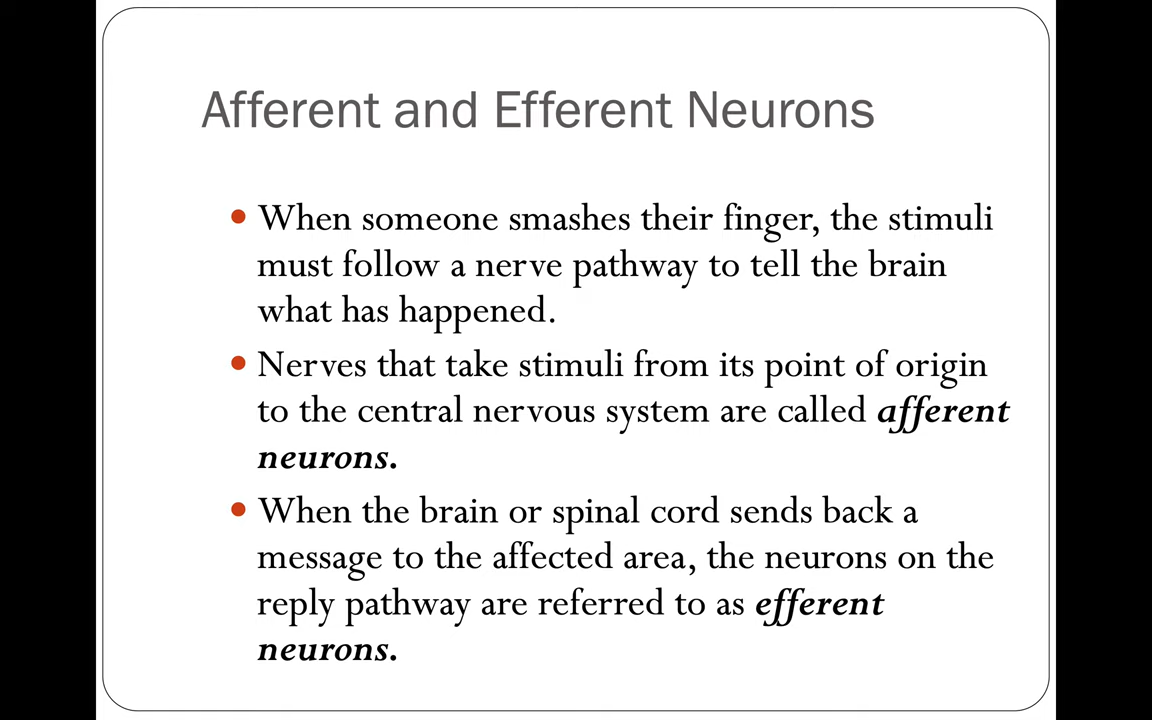 Afferent and Efferent Neurons
• When someone smashes their finger, the stimuli
must follow a nerve pathway to tell the brain
what has happened.
• Nerves that take stimuli from its point of origin
to the central nervous system are called afferent
neurons.
• When the brain or spinal cord sends back a
message to the affected area, the neurons on the
reply pathway are referred to as efferent
neurons.